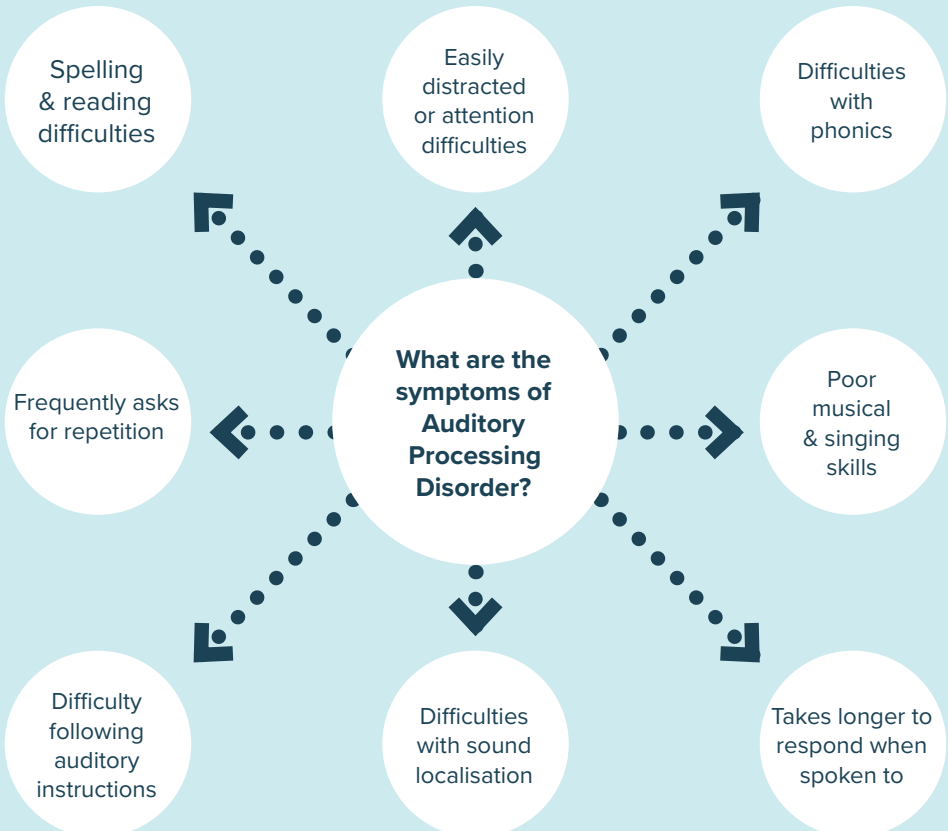 Spelling
& reading
difficulties
Easily
distracted
or attention
difficulties
Difficulties
with
phonics
Frequently asks
for repetition
What are the
symptoms of
Auditory
Processing
Disorder?
Poor
musical
& singing
skills
Difficulty
following
auditory
instructions
Difficulties
with sound
localisation
Takes longer to
respond when
spoken to